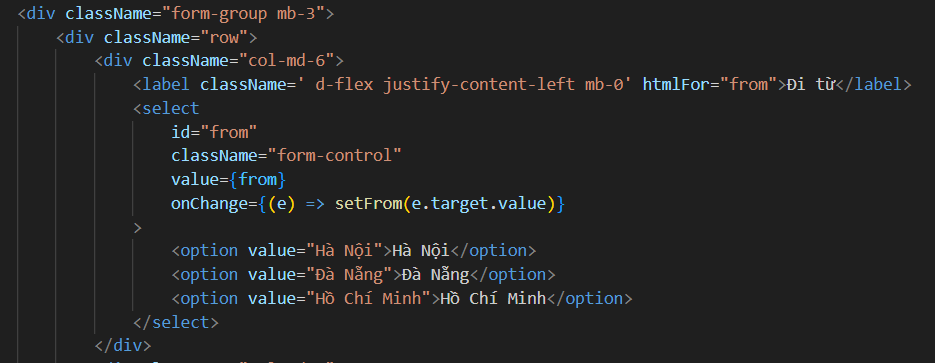 <div className="form-group mb-3">
<div className="row">
<div className="col-md-6">
<label className=' d-flex justify-content-left mb-0' htmlFor="from">Đi từ</label>
<select
id="from"
className="form-control"
value={from}
onChange={(e) => setFrom(e.target.value)}
>
<option value="Hà Nội">Hà Nội</option>
<option value="Đà Nẵng">Đà Nẵng</option>
<option value="Hồ Chí Minh">Hồ Chí Minh</option>
</select>
</div>